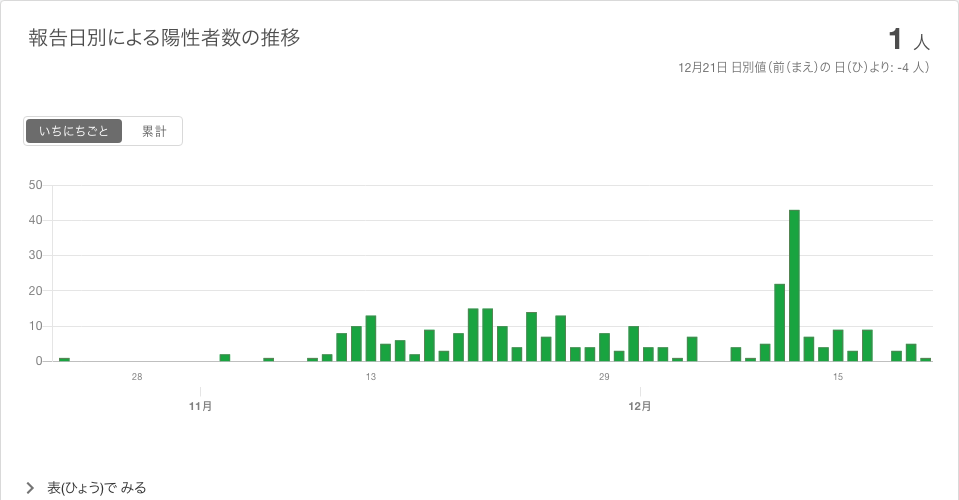 報告日別による陽性者数の推移
1 人
12月21日 日別値（前（まえ）の 日（ひ）より: -4 人）
いちにちごと 累計
50
40
30
20
10
0
28 13 29 15
11月 12月
表(ひょう)で みる